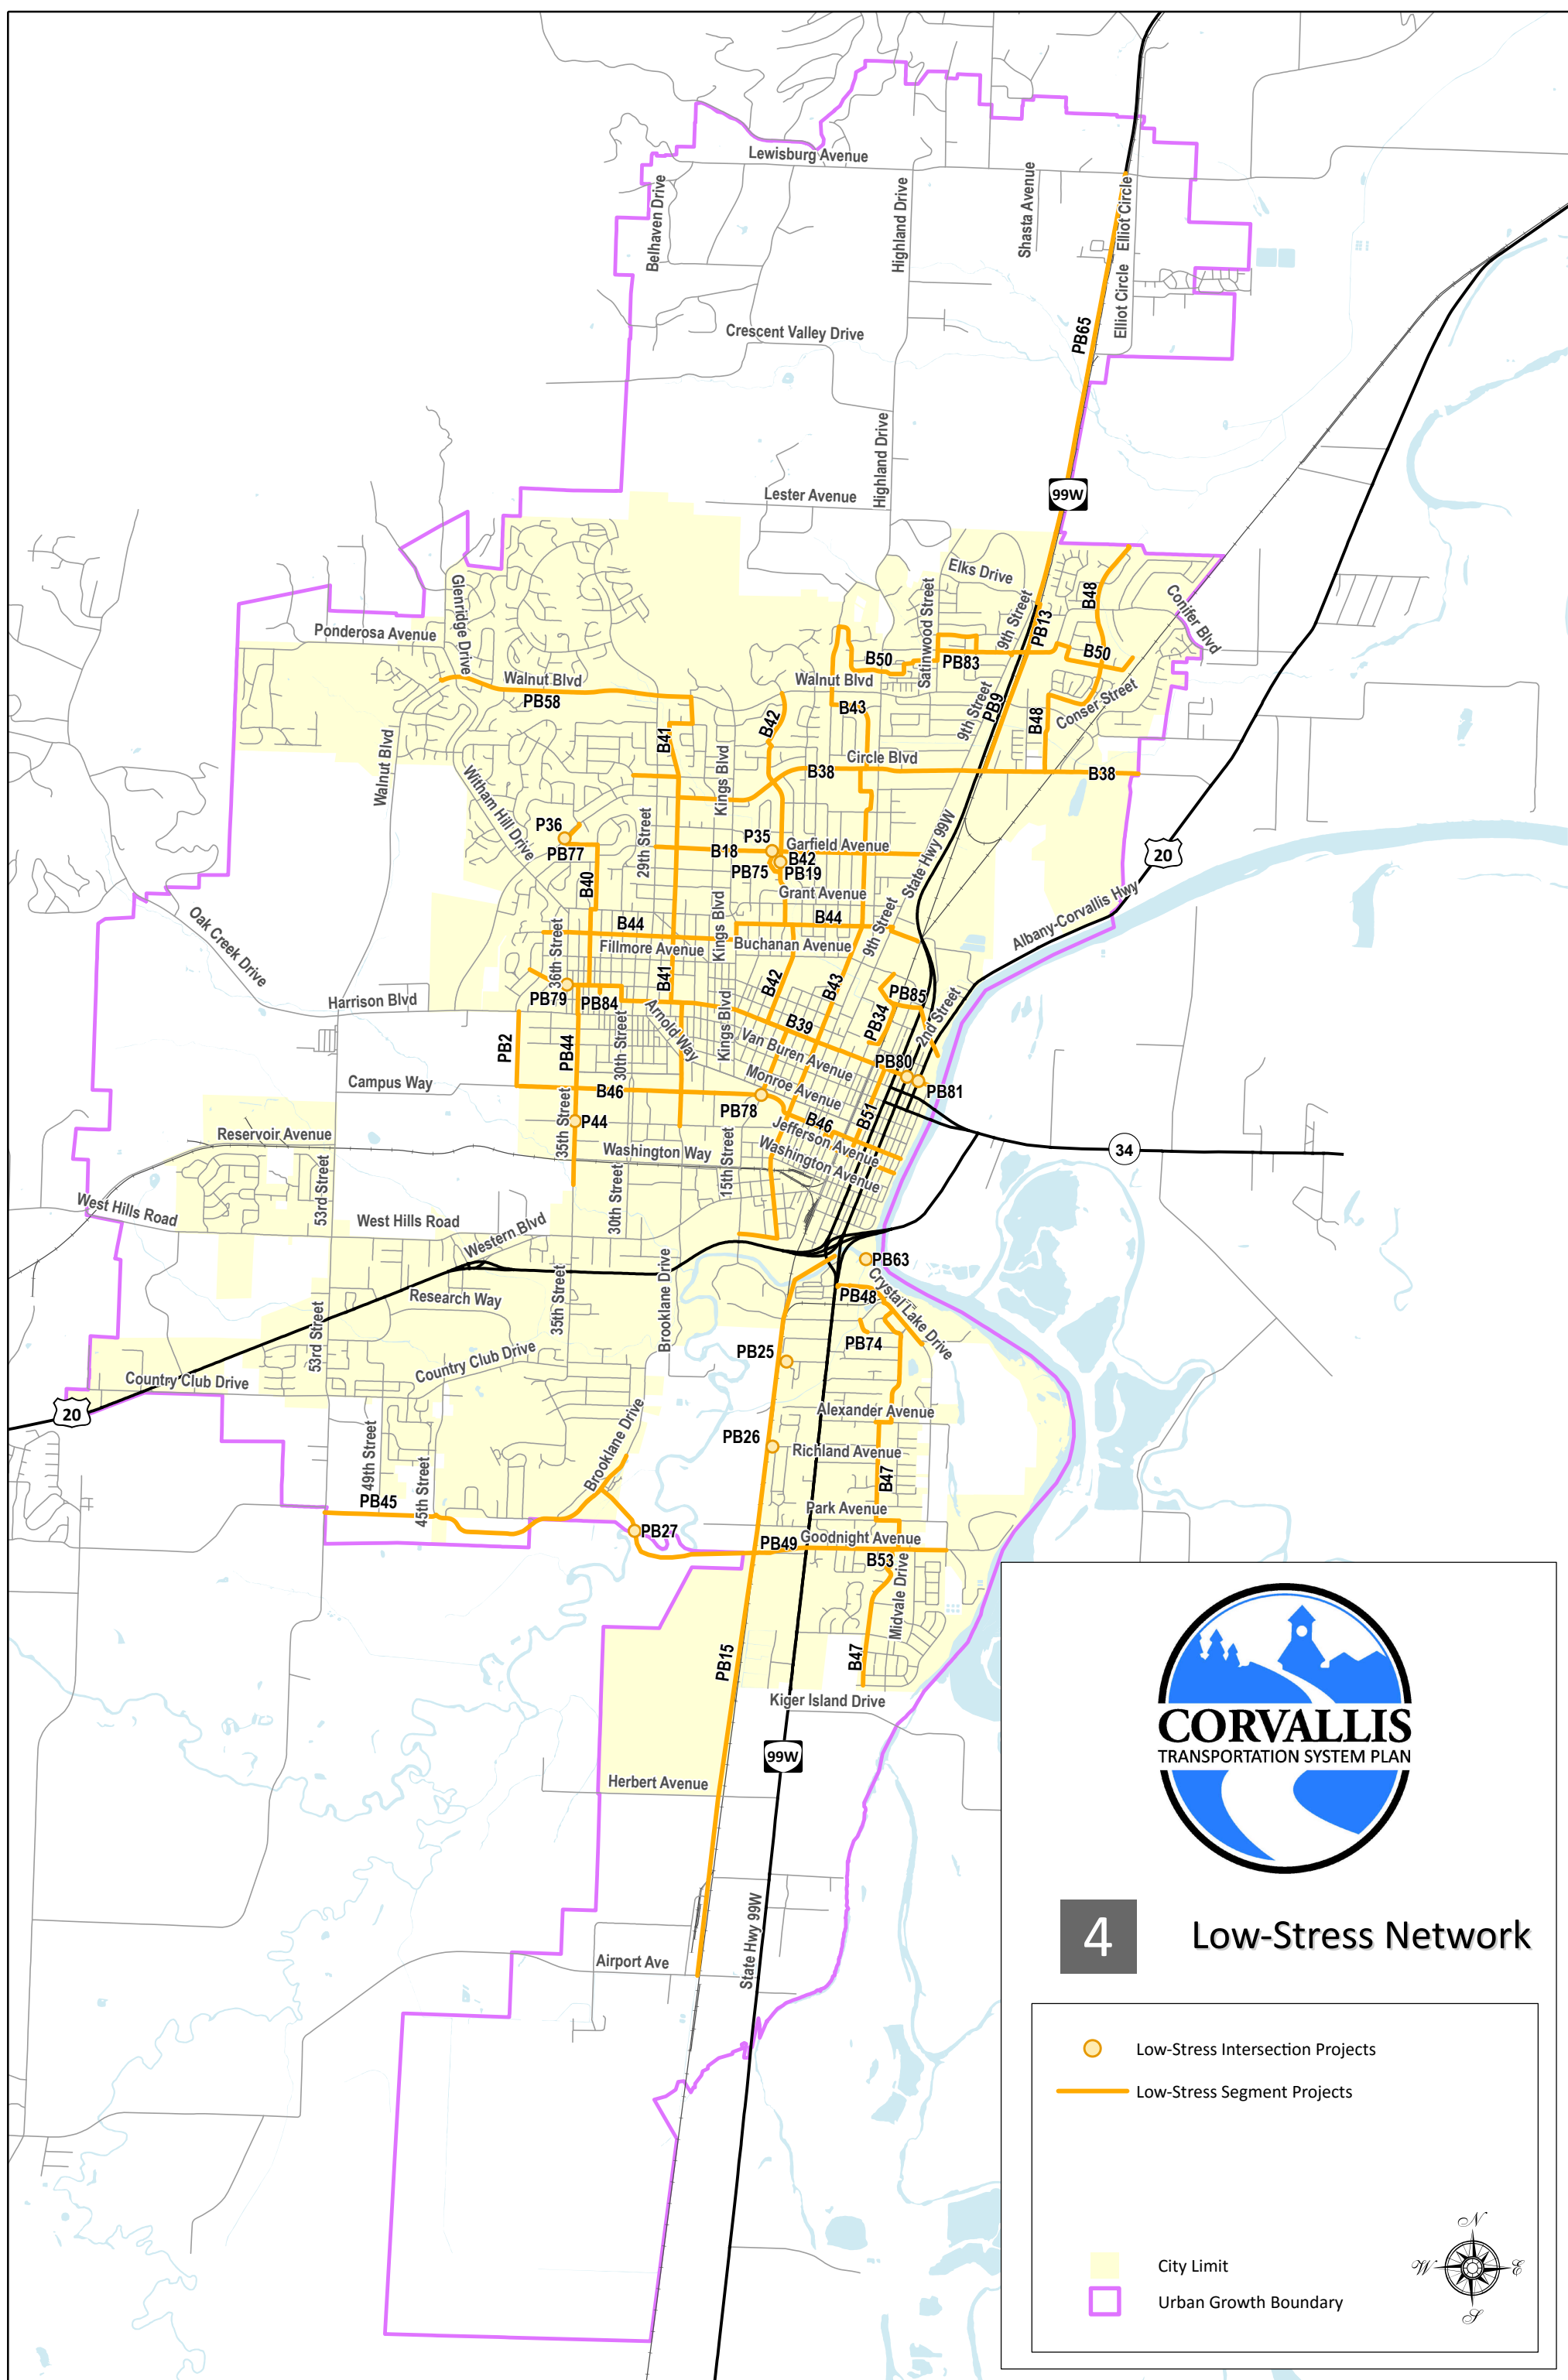 Lewisburg Avenue
Belhaven Drive
Highland Drive
Shasta Avenue
Elliot Circle
Elliot Circle
PB65
Crescent Valley Drive
Highland Drive
Lester Avenue
99W
Elks Drive
Glenridge Drive
Satinwood Street
9th Street
PB13
B48
Conifer Blvd
Ponderosa Avenue
B50
PB83
B50
Walnut Blvd
Walnut Blvd
PB58
B43
B42
B41
9th Street
PB9
B48
Conser Street
Walnut Blvd
Kings Blvd
Circle Blvd
B38
B38
Witham Hill Drive
P36
PB77
29th Street
P35
B18
Garfield Avenue
B42
PB75
PB19
State Hwy 99W
20
B40
Grant Avenue
Albany-Corvallis Hwy
Oak Creek Drive
36th Street
B44
Fillmore Avenue
Kings Blvd
B44
Buchanan Avenue
9th Street
B41
B42
B43
PB79
PB84
Harrison Blvd
PB85
PB34
2nd Street
Arnold Way
Kings Blvd
B39
Van Buren Avenue
PB2
PB44
30th Street
Monroe Avenue
PB80
PB81
Campus Way
B46
PB78
B46
B51
35th Street
P44
Jefferson Avenue
Reservoir Avenue
Washington Way
Washington Avenue
34
53rd Street
30th Street
15th Street
West Hills Road
West Hills Road
Western Blvd
PB63
Research Way
35th Street
Brooklane Drive
PB48
Crystal Lake Drive
53rd Street
PB74
PB25
Country Club Drive
Country Club Drive
20
Alexander Avenue
Brooklane Drive
PB26
Richland Avenue
49th Street
45th Street
B47
PB45
Park Avenue
PB27
Goodnight Avenue
PB49
B53
Midvale Drive
PB15
B47
Kiger Island Drive
99W
Herbert Avenue
State Hwy 99W
Airport Ave
CORVALLIS
TRANSPORTATION SYSTEM PLAN
4 Low-Stress Network
Low-Stress Intersection Projects
Low-Stress Segment Projects
City Limit
Urban Growth Boundary
N
W
E
S